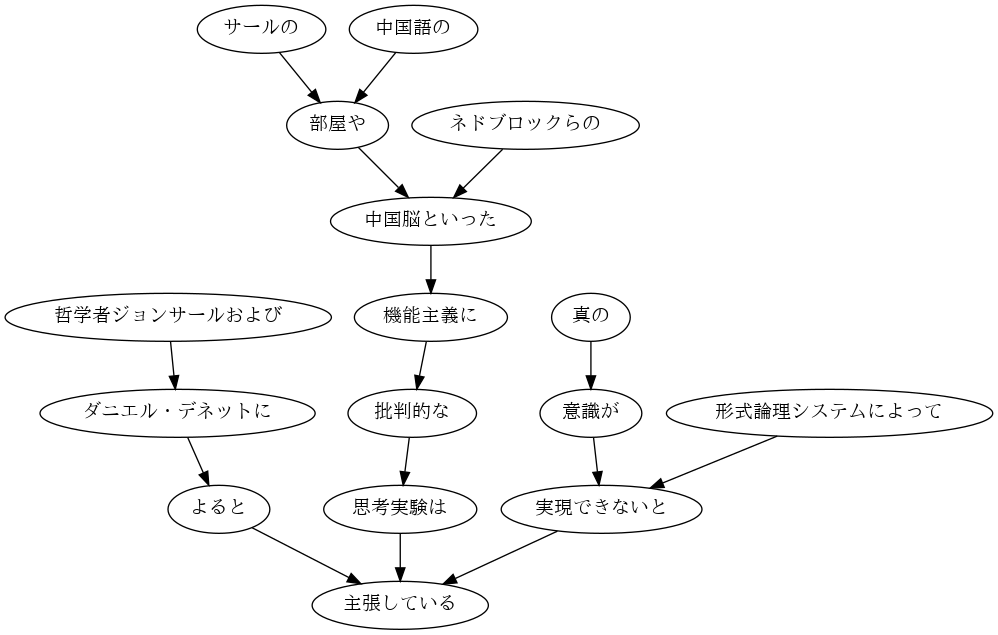 サールの
中国語の
部屋や
ネドブロックらの
中国脳といった
哲学者ジョンサールおよび
機能主義に
真の
ダニエル・デネットに
批判的な
意識が
形式論理システムによって
よると
思考実験は
実現できないと
主張している